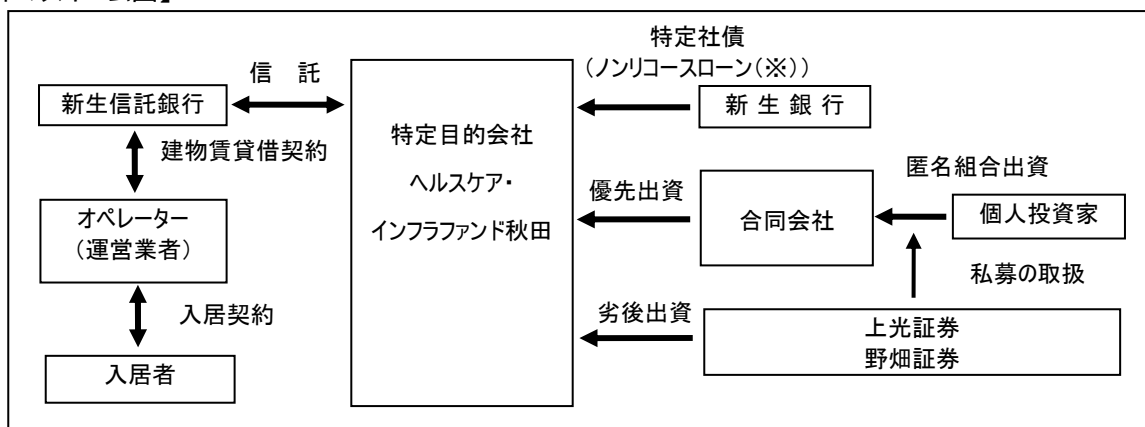 特定社債
（ノンリコースローン（※））
信 託
新生信託銀行
新 生 銀 行
特定目的会社
ヘルスケア・
インフラファンド秋田
建物賃貸借契約
匿名組合出資
優先出資
オペレーター
（運営業者）
合同会社
個人投資家
私募の取扱
入居契約
劣後出資
上光証券
野畑証券
入居者